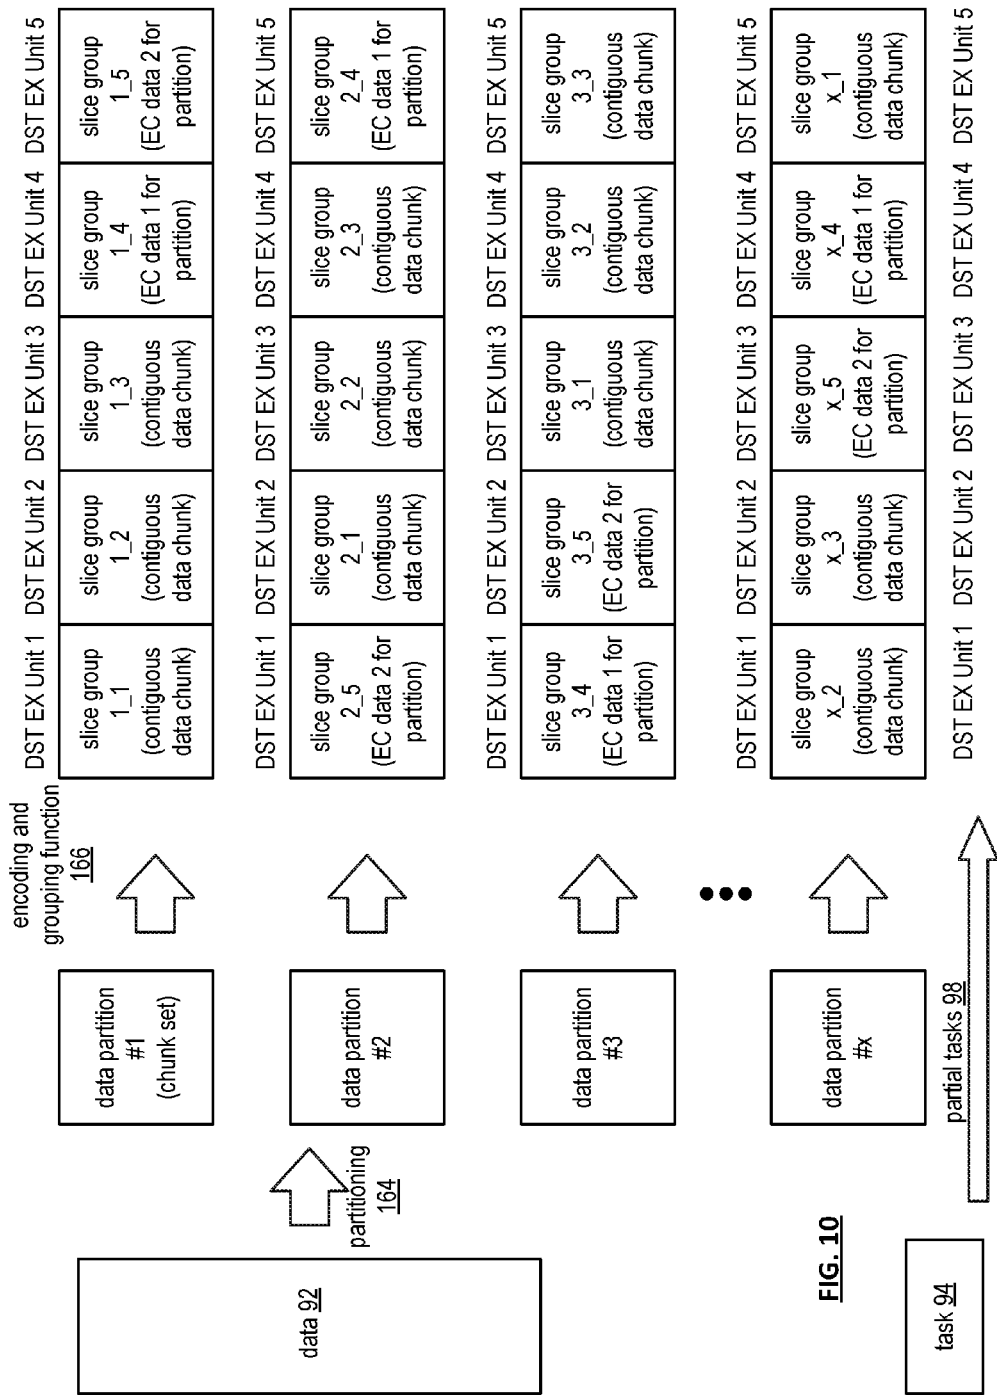 data 92
partitioning
164
data partition
#1
(chunk set)
data partition
#2
data partition
#3
data partition
#x
encoding and
grouping function
166
DST EX Unit 1
DST EX Unit 2
DST EX Unit 3
DST EX Unit 4
DST EX Unit 5
slice group
1_1
(contiguous
data chunk)
slice group
1_2
(contiguous
data chunk)
slice group
1_3
(contiguous
data chunk)
slice group
1_4
(EC data 1 for
partition)
slice group
1_5
(EC data 2 for
partition)
DST EX Unit 1
DST EX Unit 2
DST EX Unit 3
DST EX Unit 4
DST EX Unit 5
slice group
2_5
(EC data 2 for
partition)
slice group
2_1
(contiguous
data chunk)
slice group
2_2
(contiguous
data chunk)
slice group
2_3
(contiguous
data chunk)
slice group
2_4
(EC data 1 for
partition)
DST EX Unit 1
DST EX Unit 2
DST EX Unit 3
DST EX Unit 4
DST EX Unit 5
slice group
3_4
(EC data 1 for
partition)
slice group
3_5
(EC data 2 for
partition)
slice group
3_1
(contiguous
data chunk)
slice group
3_2
(contiguous
data chunk)
slice group
3_3
(contiguous
data chunk)
DST EX Unit 1
DST EX Unit 2
DST EX Unit 3
DST EX Unit 4
DST EX Unit 5
slice group
x_2
(contiguous
data chunk)
slice group
x_3
(contiguous
data chunk)
slice group
x_5
(EC data 2 for
partition)
slice group
x_4
(EC data 1 for
partition)
slice group
x_1
(contiguous
data chunk)
FIG. 10
task 94
partial tasks 98
DST EX Unit 1
DST EX Unit 2
DST EX Unit 3
DST EX Unit 4
DST EX Unit 5